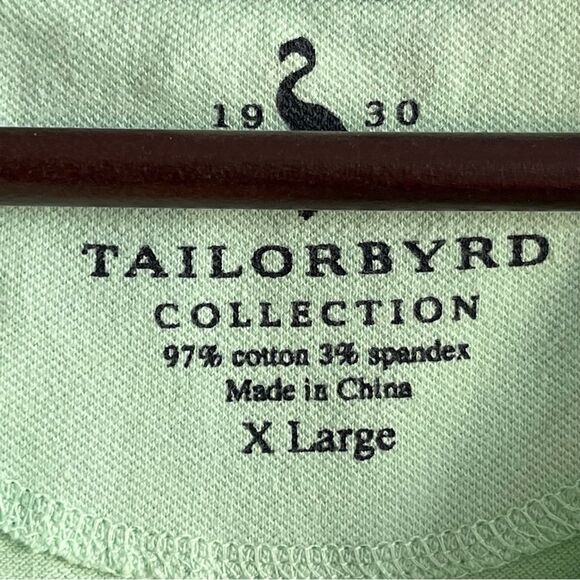 19 30
TAILORBYRD
COLLECTION
97% cotton 3% spandex
Made in China
X Large